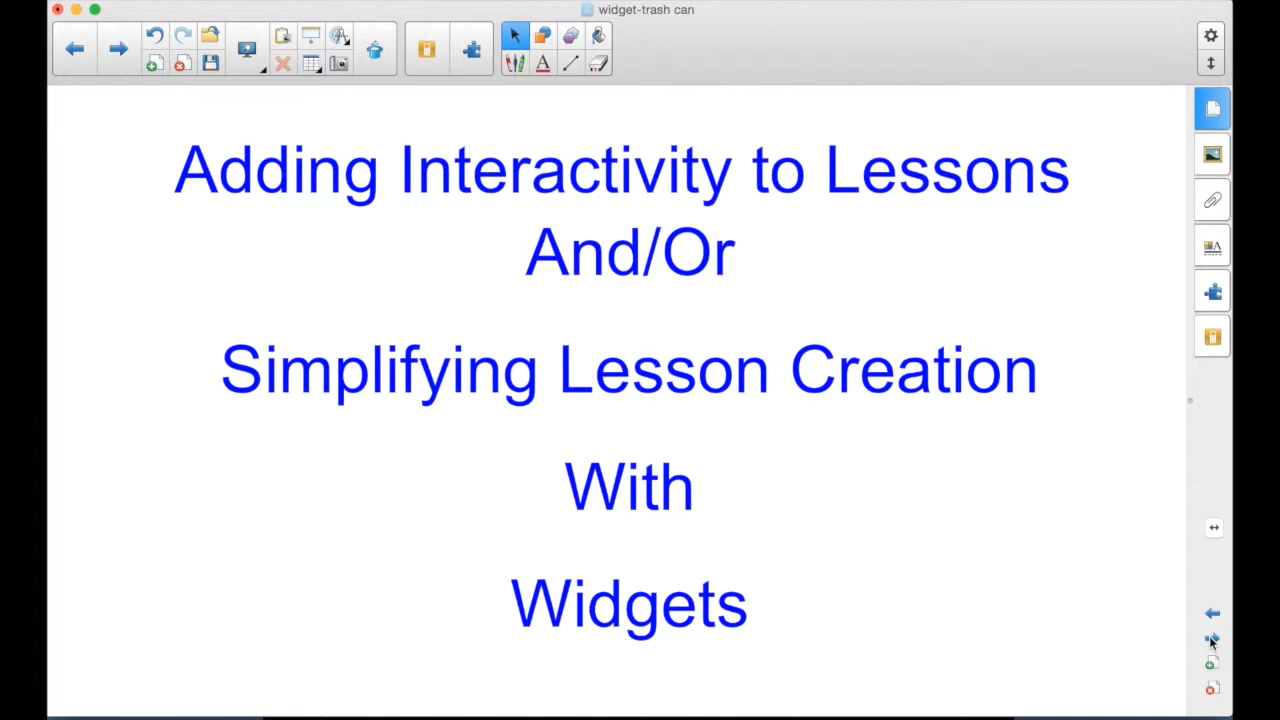 widget-trash can
Adding Interactivity to Lessons
And/Or
Simplifying Lesson Creation
With
Widgets